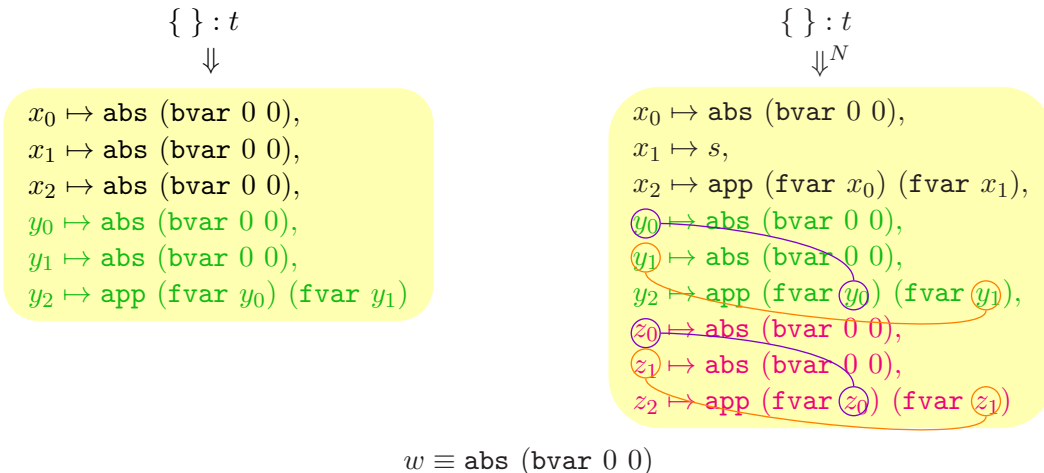 { } : t
⇓
x₀ ↦ abs (bvar 0 0),
x₁ ↦ abs (bvar 0 0),
x₂ ↦ abs (bvar 0 0),
y₀ ↦ abs (bvar 0 0),
y₁ ↦ abs (bvar 0 0),
y₂ ↦ app (fvar y₀) (fvar y₁)
{ } : t
⇓ᴺ
x₀ ↦ abs (bvar 0 0),
x₁ ↦ s,
x₂ ↦ app (fvar x₀) (fvar x₁),
y₀ ↦ abs (bvar 0 0),
y₁ ↦ abs (bvar 0 0),
y₂ ↦ app (fvar y₀) (fvar y₁),
z₀ ↦ abs (bvar 0 0),
z₁ ↦ abs (bvar 0 0),
z₂ ↦ app (fvar z₀) (fvar z₁)
w ≡ abs (bvar 0 0)